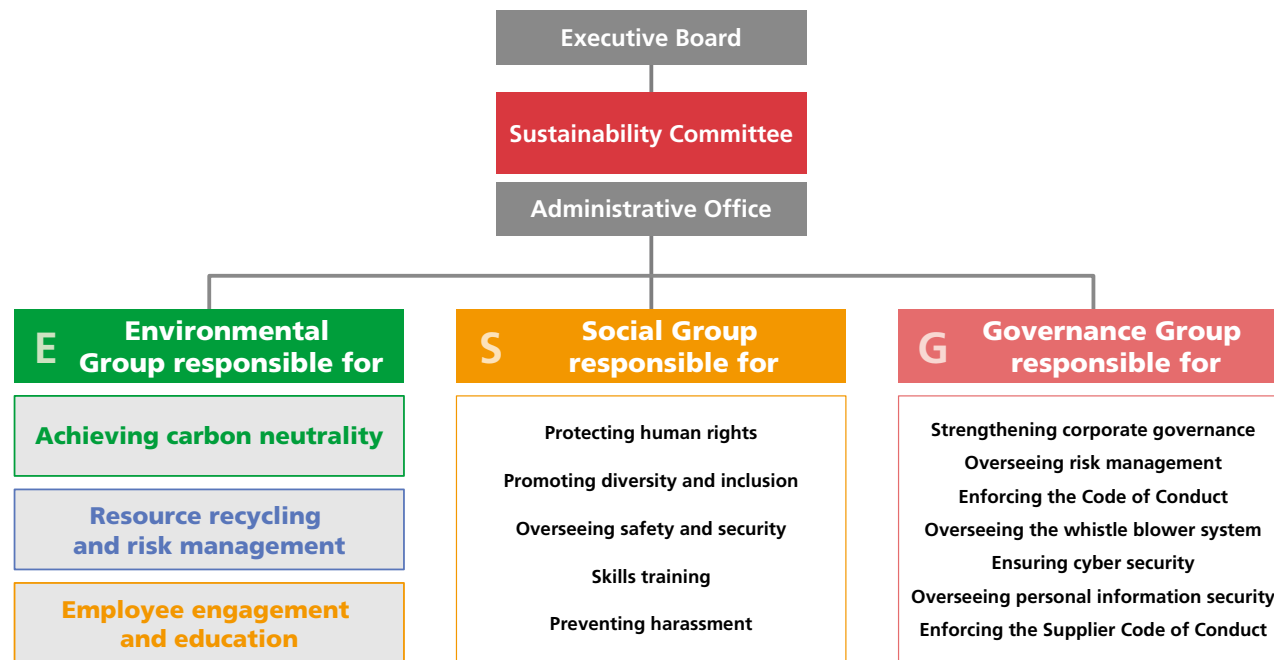 Executive Board
Sustainability Committee
Administrative Office
E
Environmental
Group responsible for
Achieving carbon neutrality
Resource recycling
and risk management
Employee engagement
and education
S
Social Group
responsible for
Protecting human rights
Promoting diversity and inclusion
Overseeing safety and security
Skills training
Preventing harassment
G
Governance Group
responsible for
Strengthening corporate governance
Overseeing risk management
Enforcing the Code of Conduct
Overseeing the whistle blower system
Ensuring cyber security
Overseeing personal information security
Enforcing the Supplier Code of Conduct